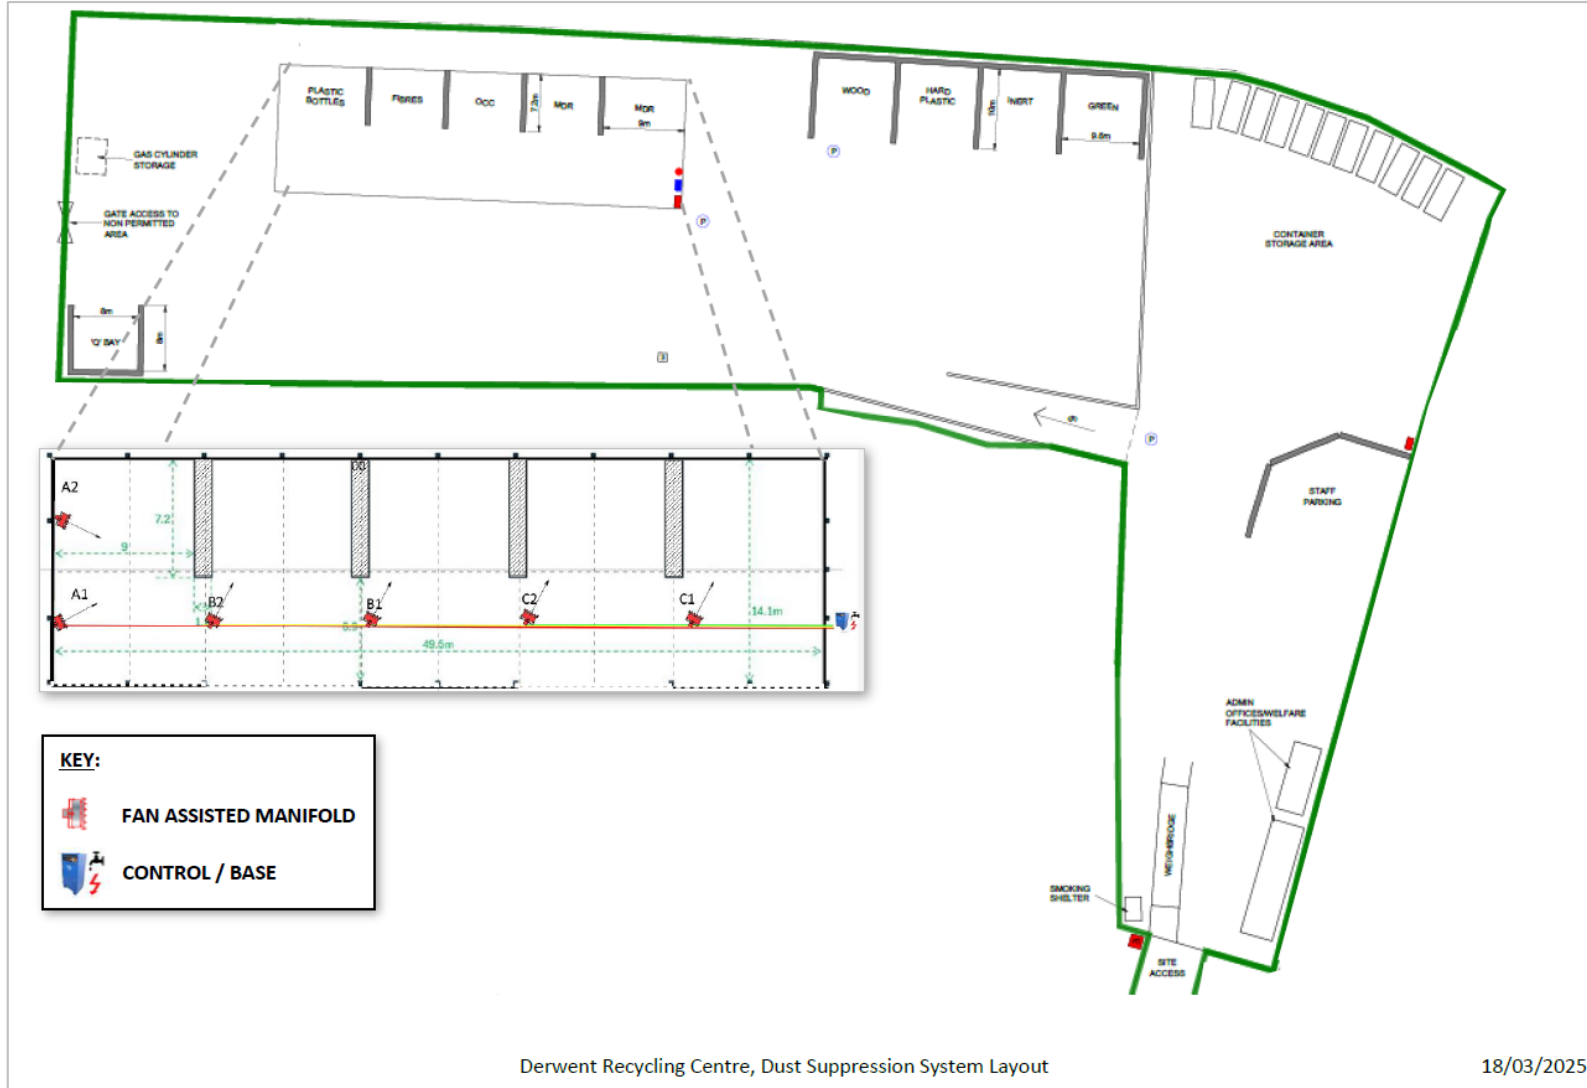 PLASTIC
BOTTLES
FIBRES
OCC
7.2m
MDR
MDR
9m
WOOD
HARD
PLASTIC
10m
INERT
GREEN
9.6m
P
GAS CYLINDER
STORAGE
GATE ACCESS TO
NON PERMITTED
AREA
P
CONTAINER
STORAGE AREA
8m
'Q' BAY
8m
P
STAFF
PARKING
A2
7.2
9
A1
B2
B1
C2
C1
14.1m
49.5m
ADMIN
OFFICES/WELFARE
FACILITIES
KEY:
FAN ASSISTED MANIFOLD
CONTROL / BASE
WEIGHBRIDGE
SMOKING
SHELTER
SITE
ACCESS
Derwent Recycling Centre, Dust Suppression System Layout
18/03/2025